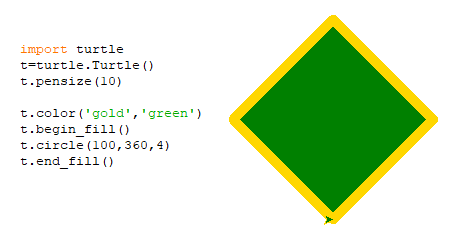 import turtle
t=turtle.Turtle()
t.pensize(10)
t.color('gold','green')
t.begin_fill()
t.circle(100,360,4)
t.end_fill()